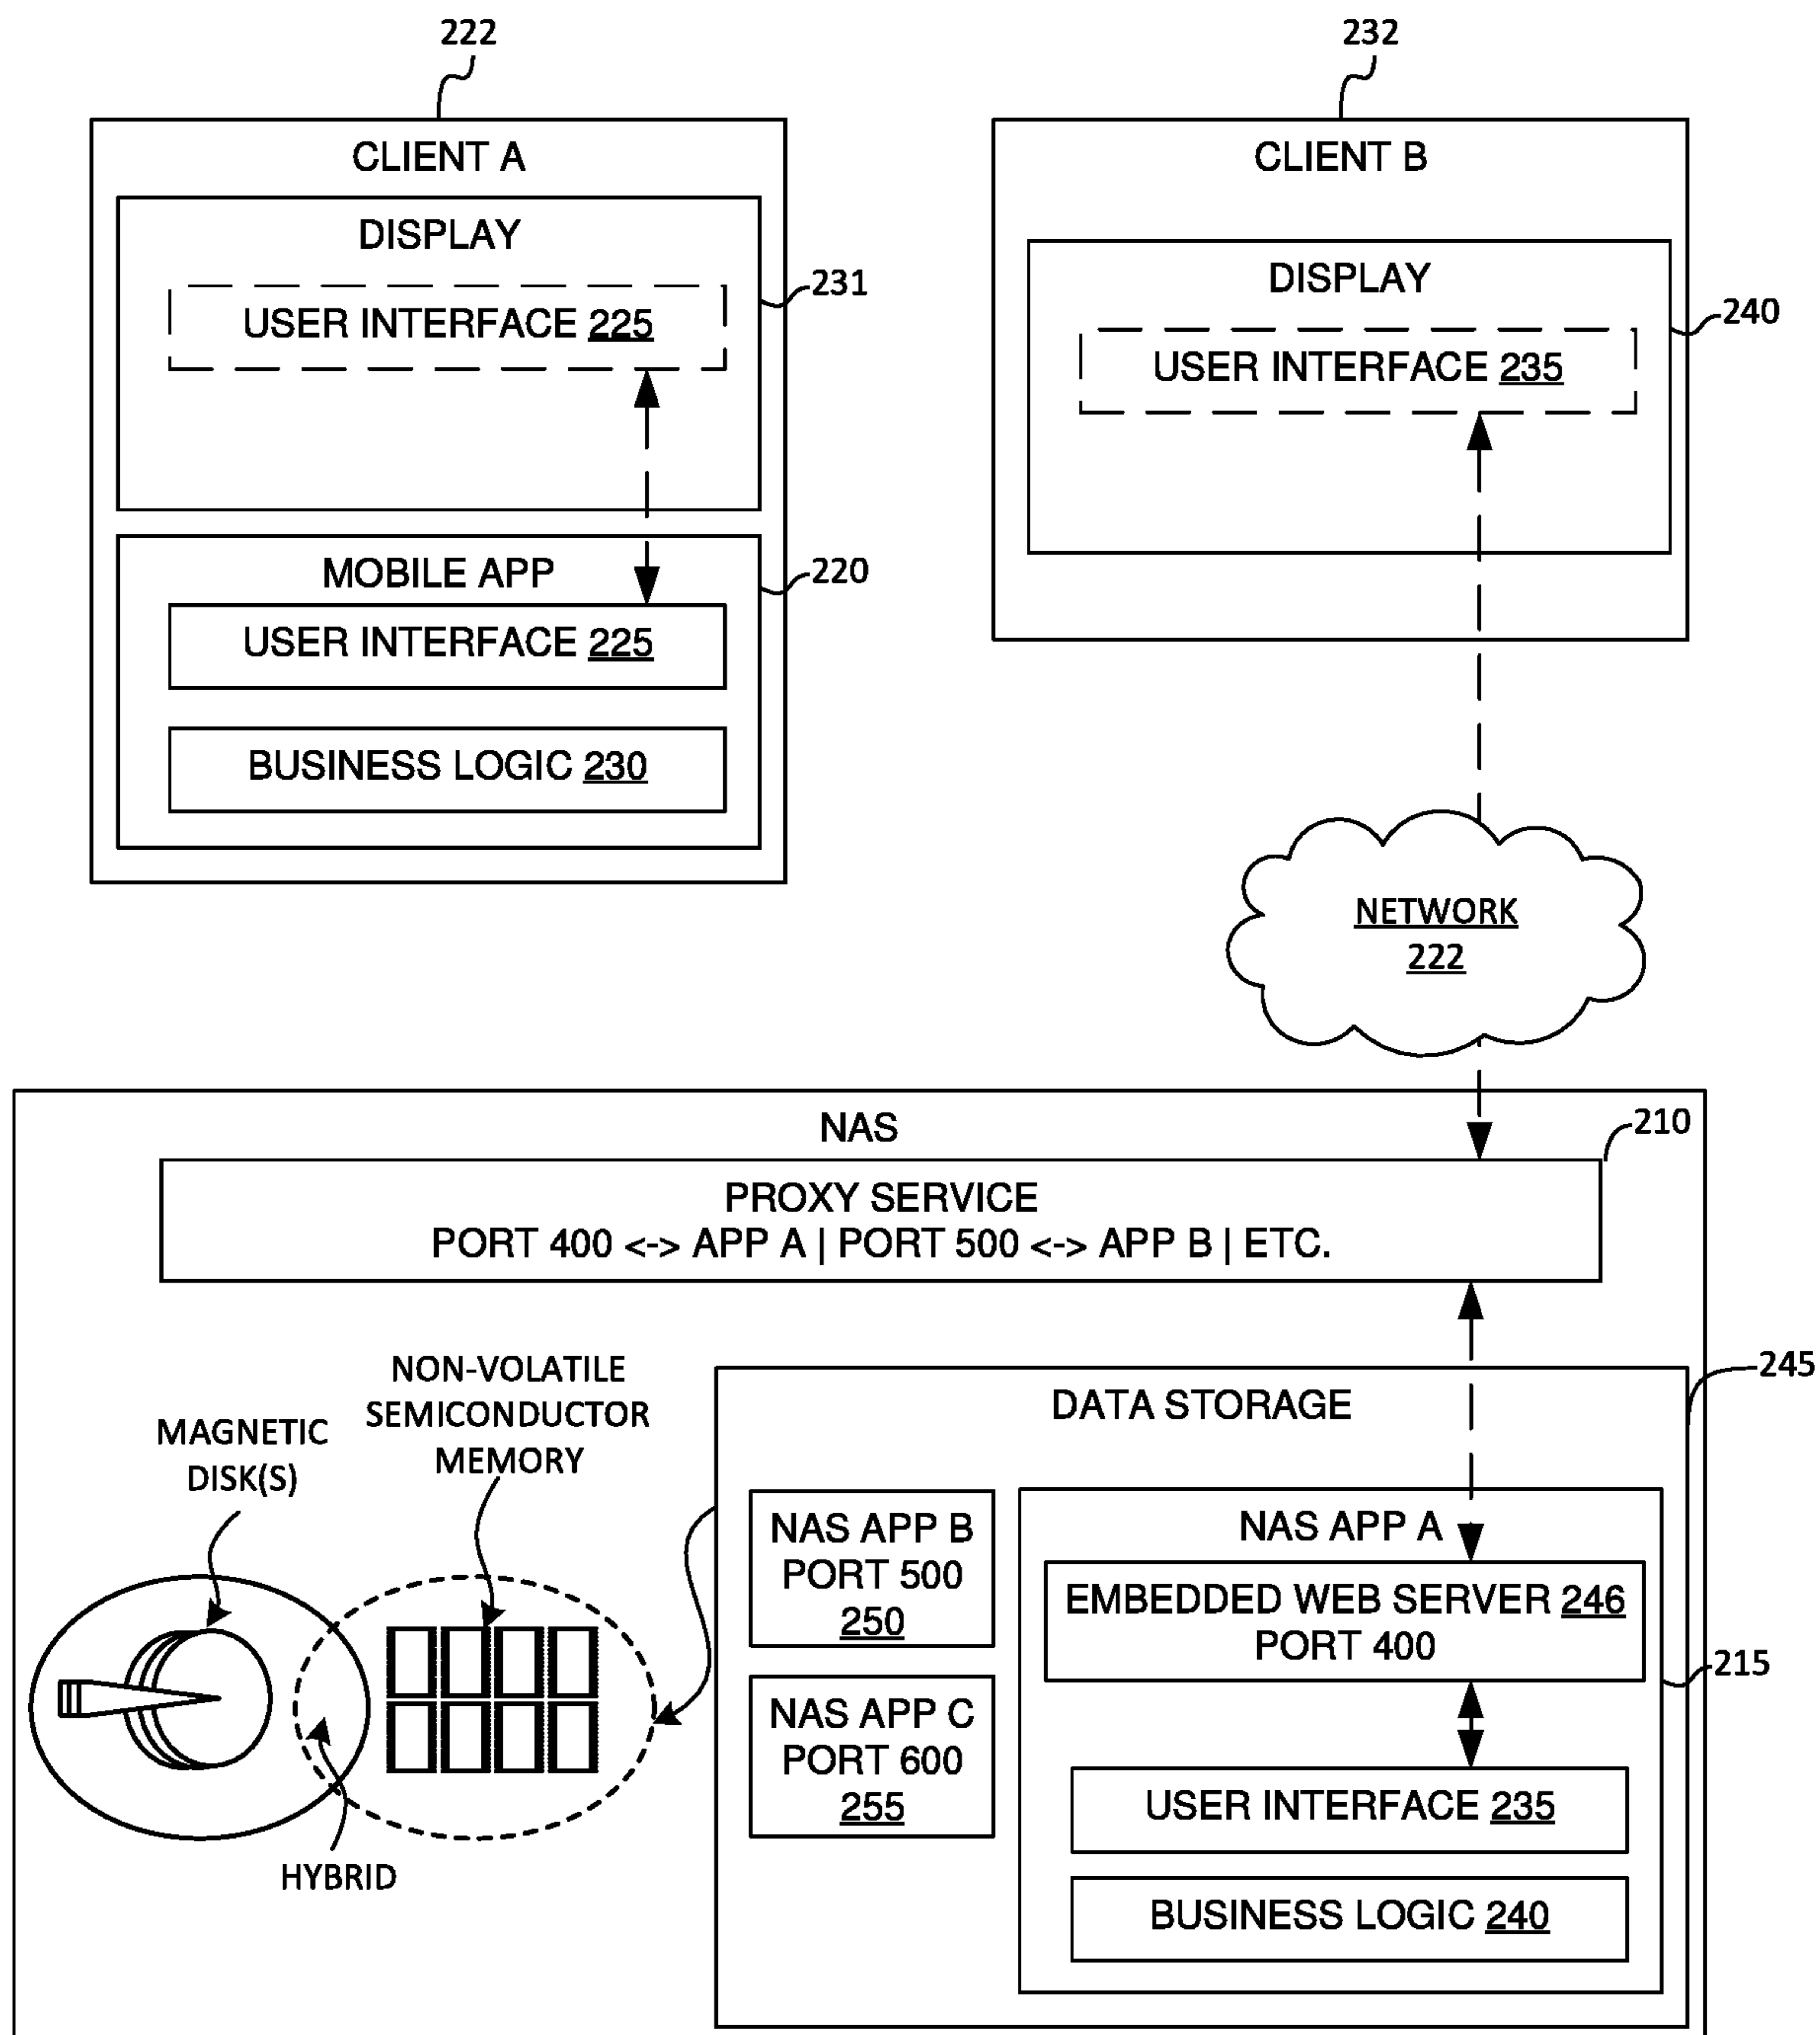 222
CLIENT A
DISPLAY
USER INTERFACE 225
231
MOBILE APP
220
USER INTERFACE 225
BUSINESS LOGIC 230
232
CLIENT B
DISPLAY
240
USER INTERFACE 235
NETWORK
222
NAS
210
PROXY SERVICE
PORT 400 <-> APP A | PORT 500 <-> APP B | ETC.
MAGNETIC
DISK(S)
NON-VOLATILE
SEMICONDUCTOR
MEMORY
HYBRID
245
DATA STORAGE
NAS APP B
PORT 500
250
NAS APP C
PORT 600
255
NAS APP A
EMBEDDED WEB SERVER 246
PORT 400
215
USER INTERFACE 235
BUSINESS LOGIC 240